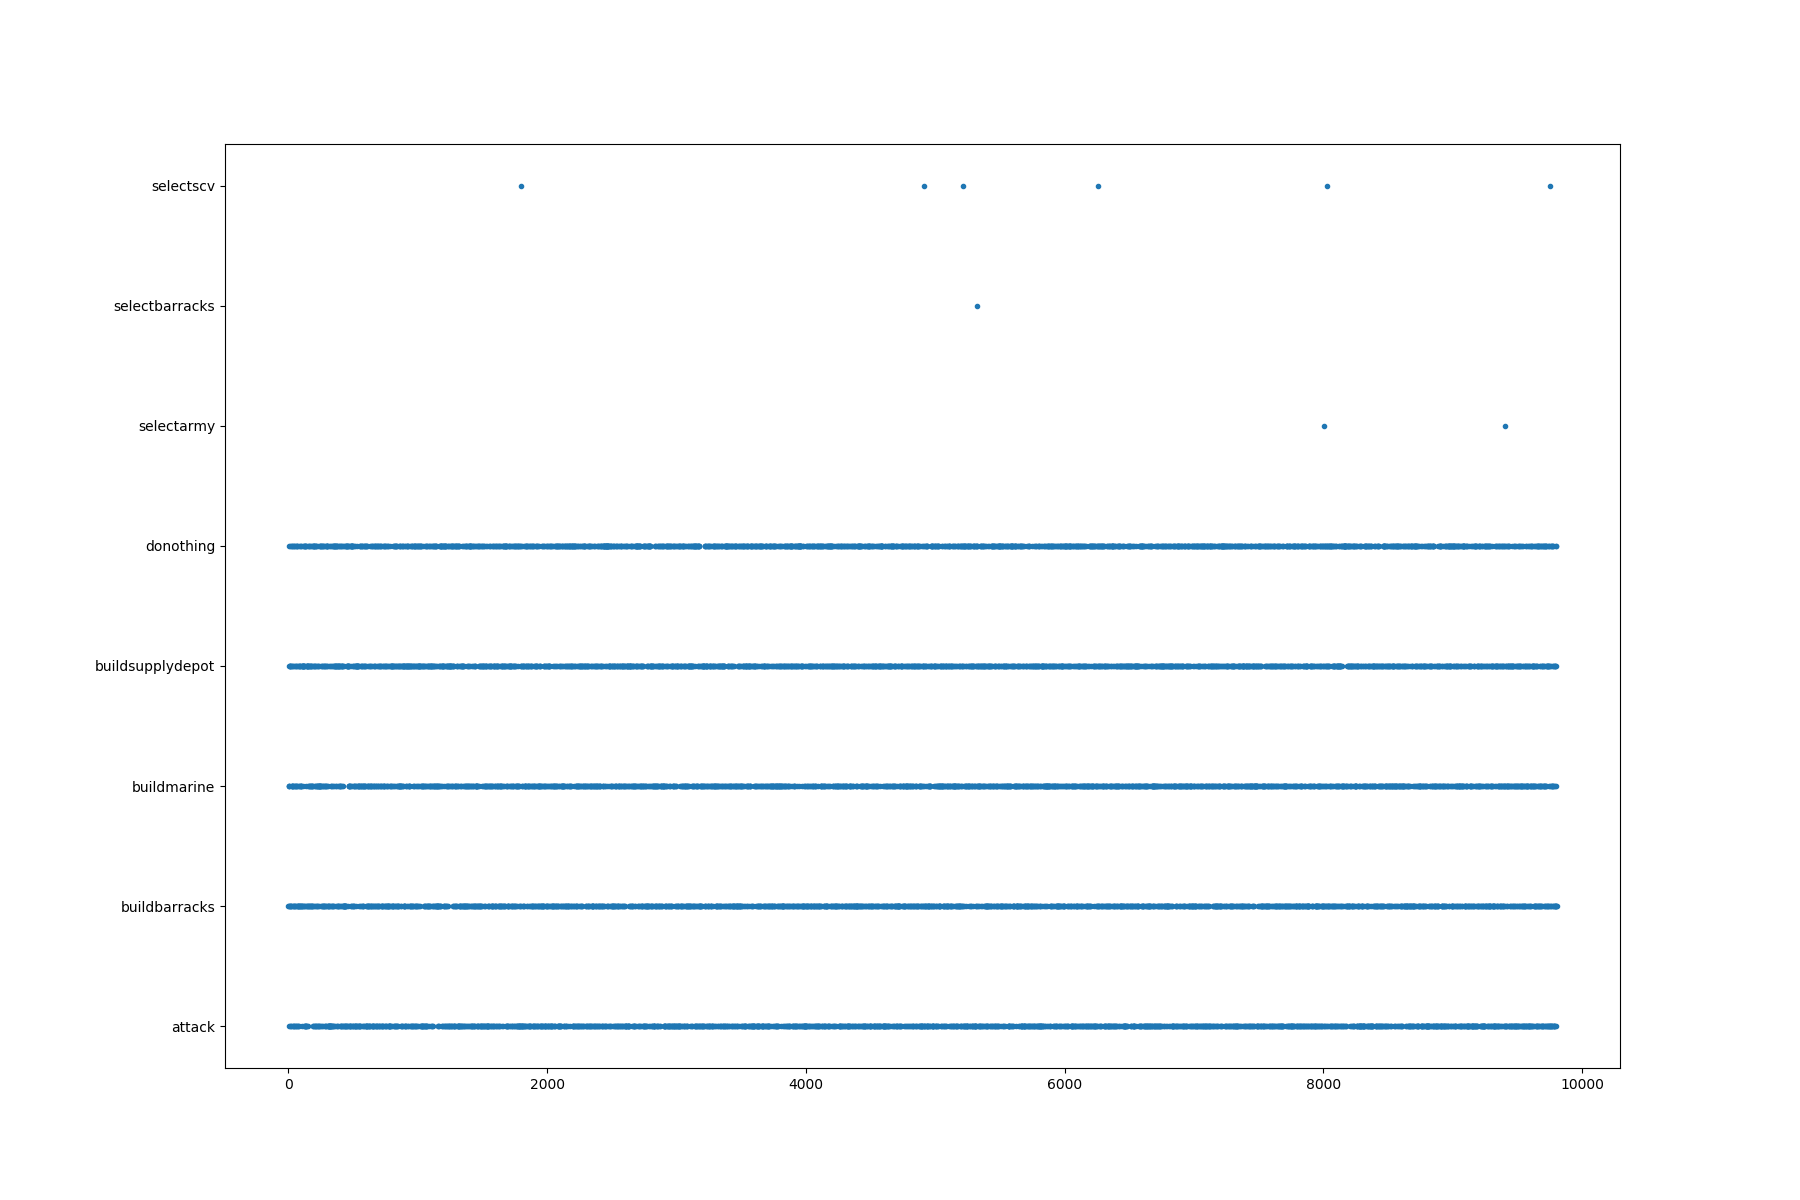 selectscv
selectbarracks
selectarmy
donothing
buildsupplydepot
buildmarine
buildbarracks
attack
0 2000 4000 6000 8000 10000